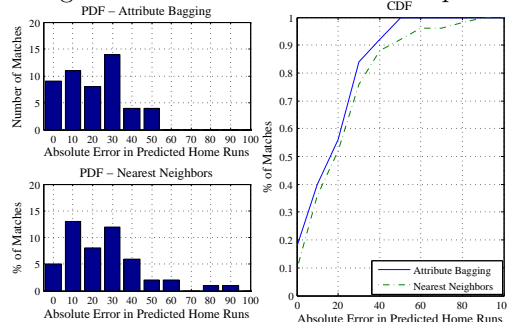 PDF – Attribute Bagging
20
15
10
5
0
Number of Matches
0 10 20 30 40 50 60 70 80 90 100
Absolute Error in Predicted Home Runs
PDF – Nearest Neighbors
20
15
10
5
0
% of Matches
0 10 20 30 40 50 60 70 80 90 100
Absolute Error in Predicted Home Runs
CDF
1
0.9
0.8
0.7
0.6
0.5
0.4
0.3
0.2
0.1
0
% of Matches
Attribute Bagging
Nearest Neighbors
0 20 40 60 80 100
Absolute Error in Predicted Home Runs